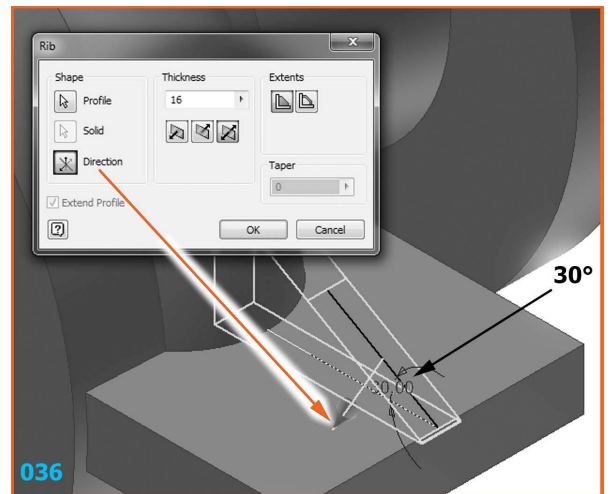 Rib
Shape
Thickness
Extents
Profile
16
Solid
Direction
Taper
0
Extend Profile
?
OK
Cancel
30°
30.00
036